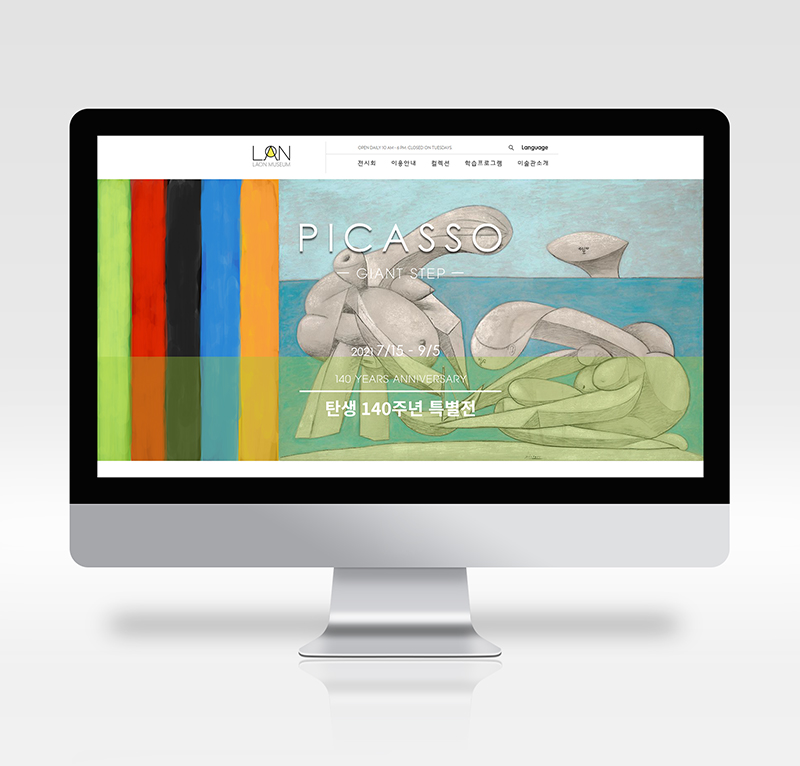 LAON
LAON MUSEUM
OPEN DAILY 10 AM - 6 PM CLOSED ON TUESDAYS
Language
전시회 이용안내 컬렉션 학습프로그램 미술관소개
PICASSO
— GIANT STEP —
2021 7/15 - 9/5
140 YEARS ANNIVERSARY
탄생 140주년 특별전